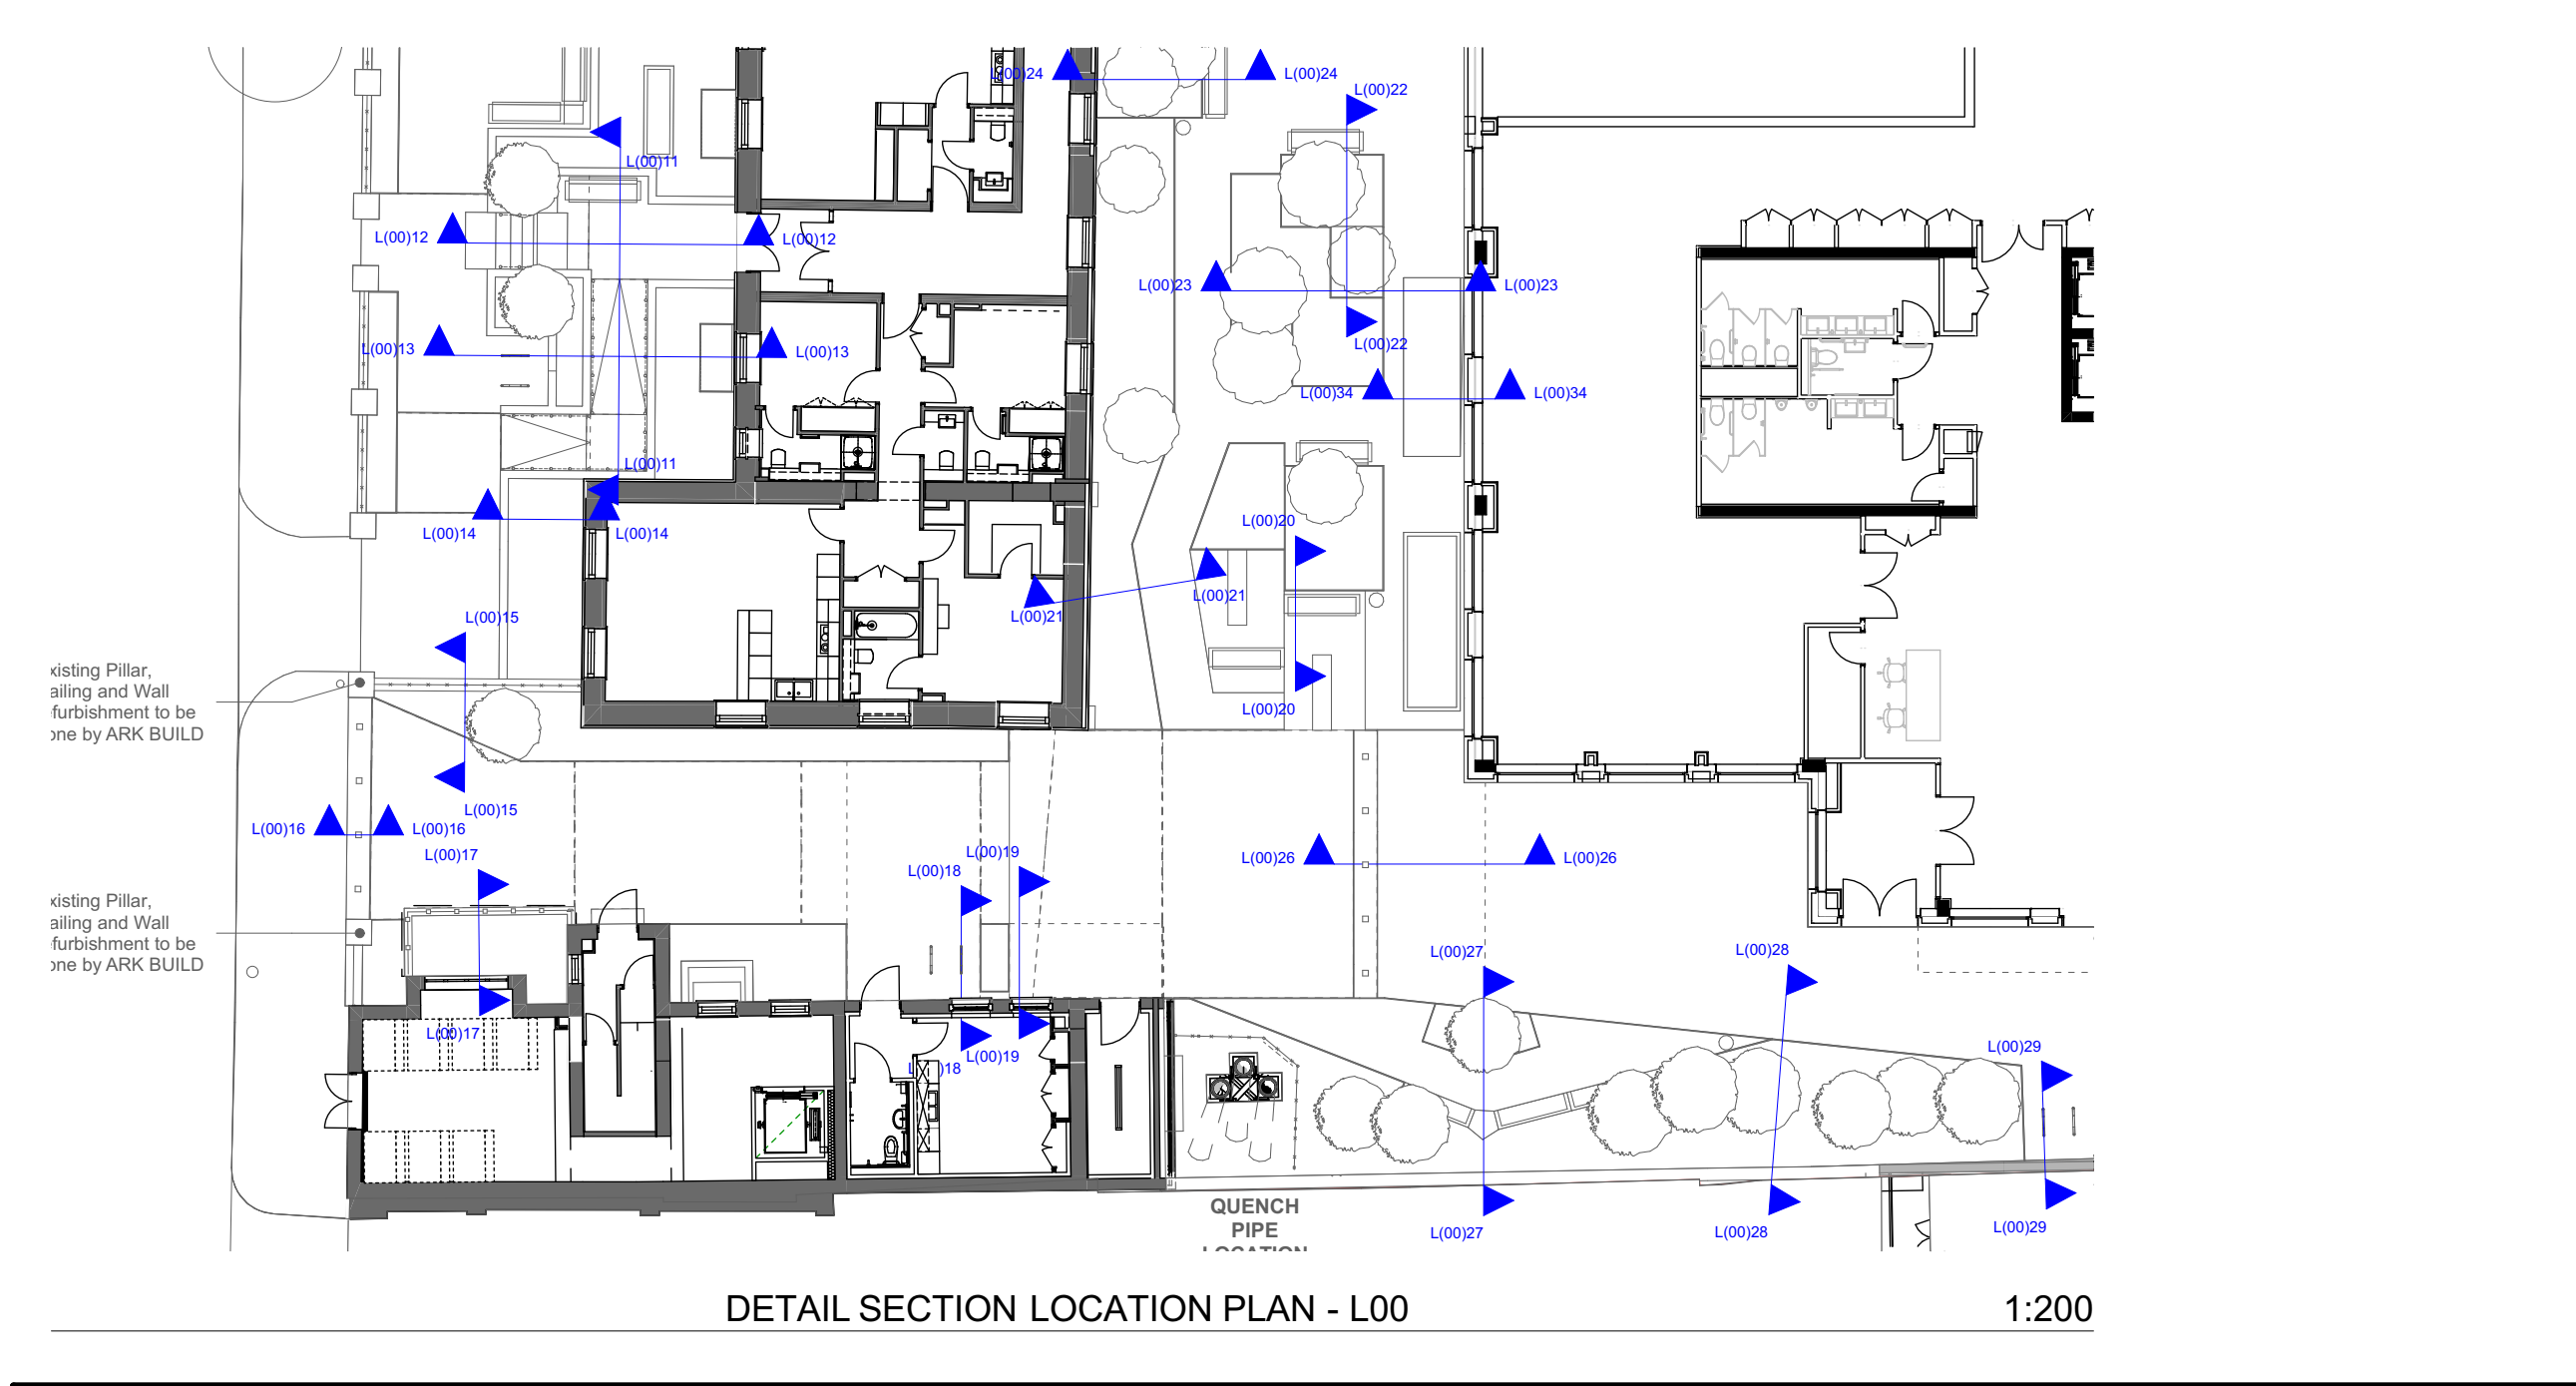 L(00)24
L(00)24
L(00)22
L(00)11
L(00)12
L(00)12
L(00)23
L(00)23
L(00)22
L(00)13
L(00)13
L(00)34
L(00)34
L(00)11
L(00)14
L(00)14
L(00)20
L(00)21
L(00)21
L(00)15
xisting Pillar,
ailing and Wall
furbishment to be
one by ARK BUILD
L(00)20
L(00)15
L(00)16
L(00)16
L(00)17
L(00)19
L(00)18
L(00)26
L(00)26
xisting Pillar,
ailing and Wall
furbishment to be
one by ARK BUILD
L(00)27
L(00)28
L(00)17
L(00)19
L(00)29
)18
QUENCH
PIPE
LOCATION
L(00)27
L(00)28
L(00)29
DETAIL SECTION LOCATION PLAN - L00
1:200